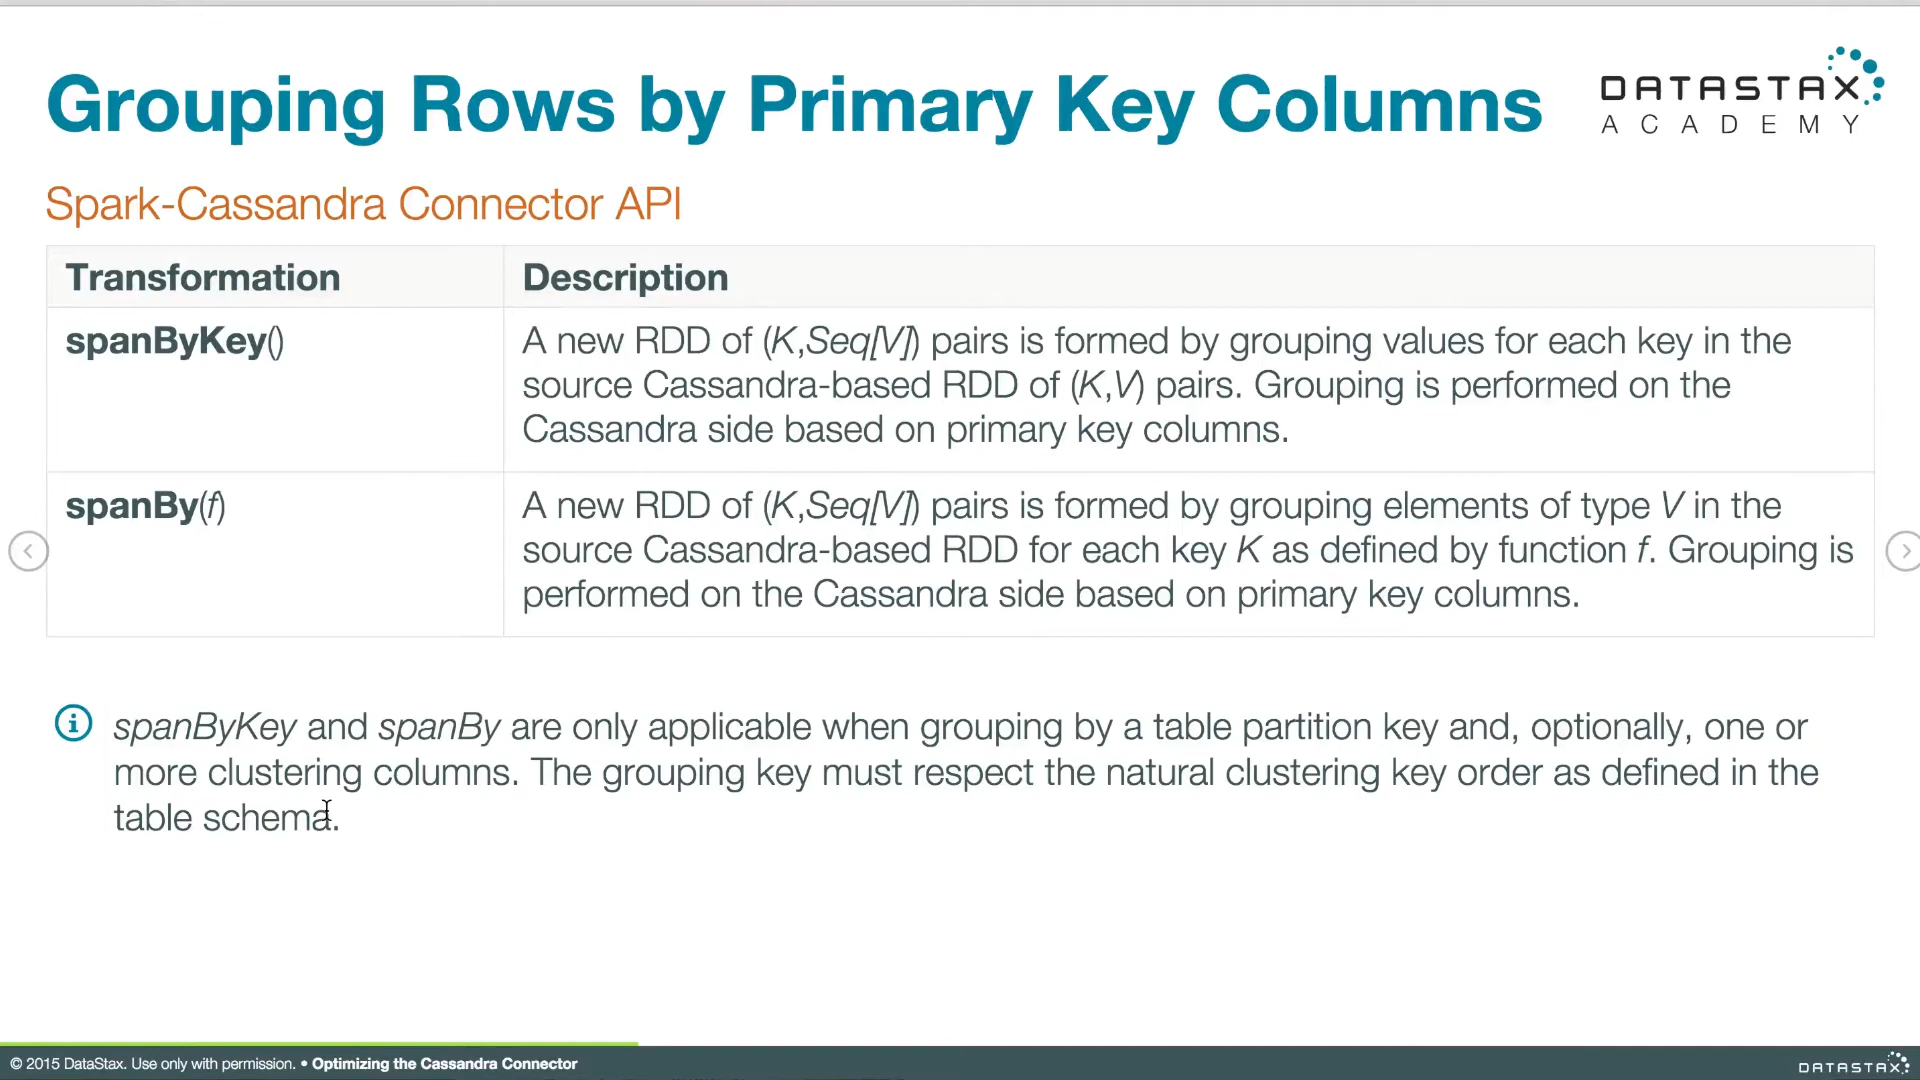 Grouping Rows by Primary Key Columns
DATASTAX
ACADEMY
Spark-Cassandra Connector API
Transformation
Description
spanByKey()
A new RDD of (K,Seq[V]) pairs is formed by grouping values for each key in the
source Cassandra-based RDD of (K,V) pairs. Grouping is performed on the
Cassandra side based on primary key columns.
spanBy(f)
A new RDD of (K,Seq[V]) pairs is formed by grouping elements of type V in the
source Cassandra-based RDD for each key K as defined by function f. Grouping is
performed on the Cassandra side based on primary key columns.
spanByKey and spanBy are only applicable when grouping by a table partition key and, optionally, one or
more clustering columns. The grouping key must respect the natural clustering key order as defined in the
table schema.
© 2015 DataStax. Use only with permission. • Optimizing the Cassandra Connector
DATASTAX